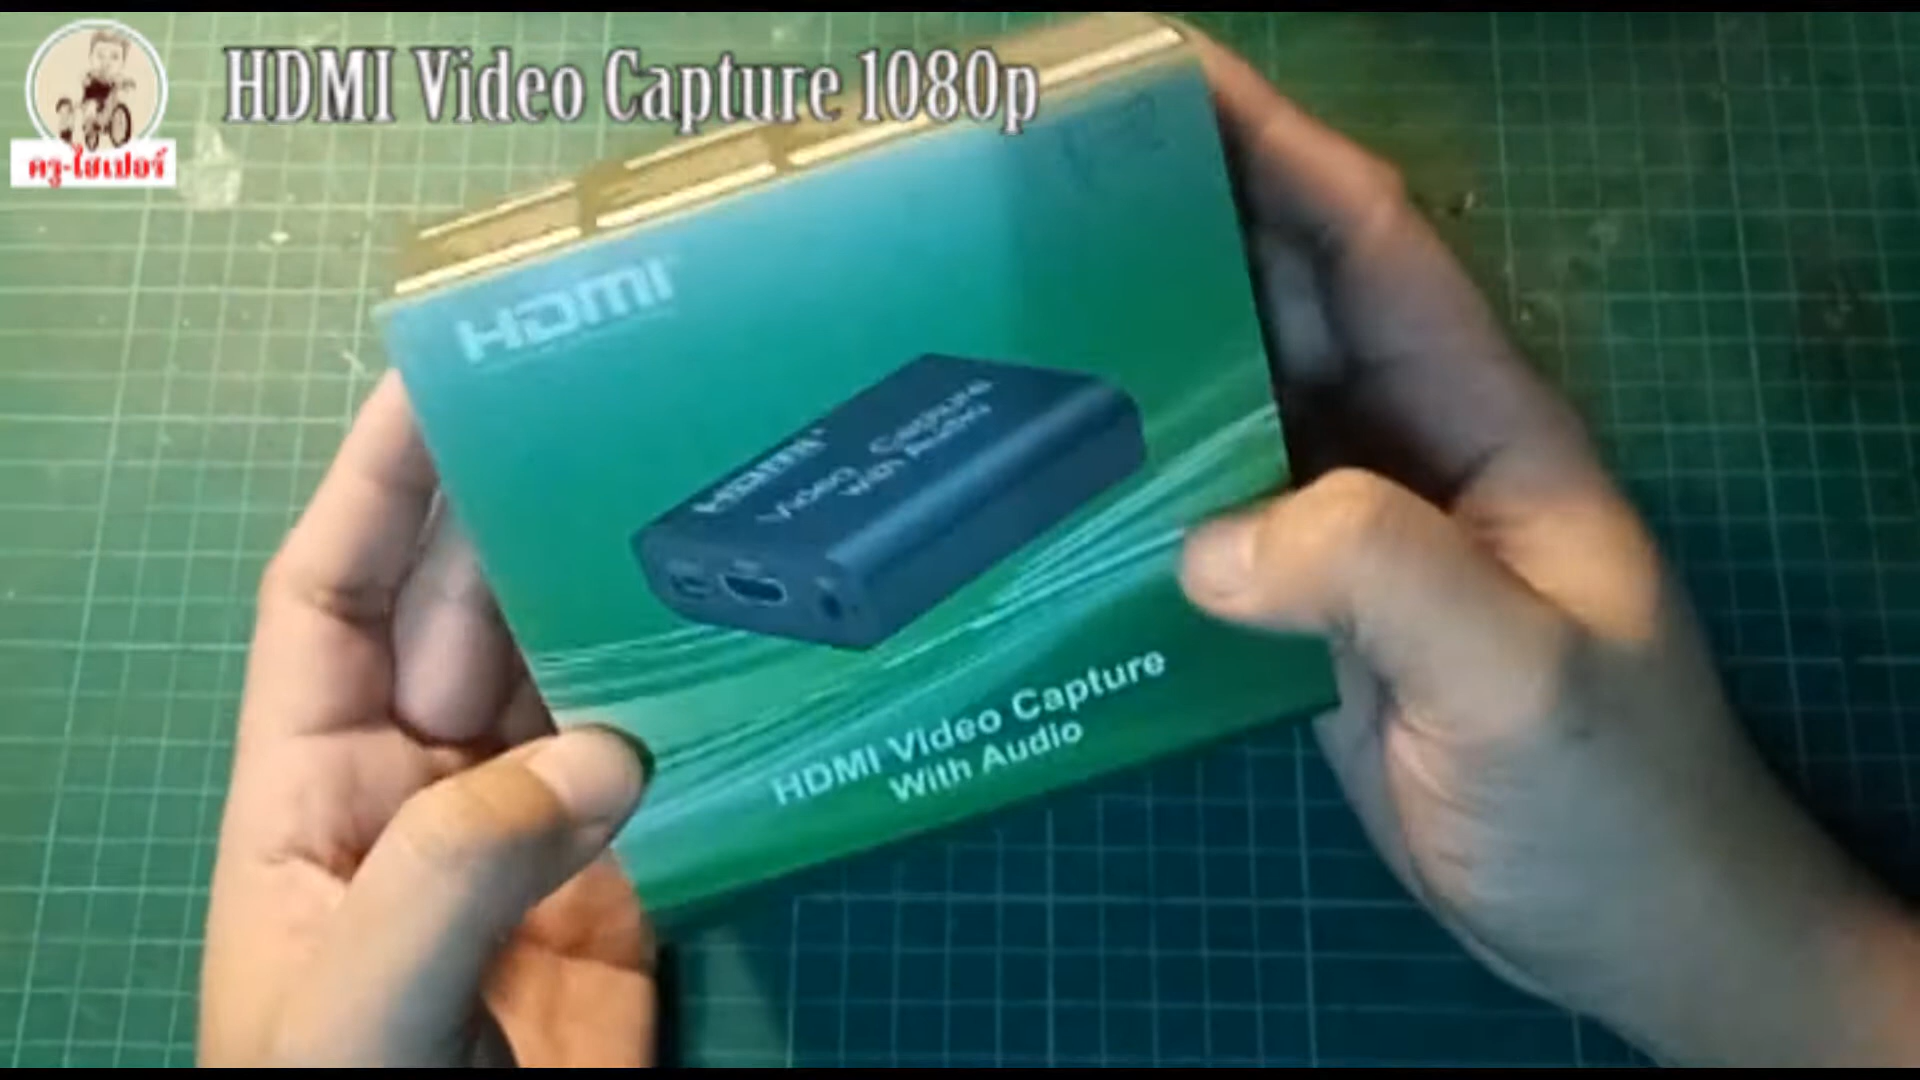 HDMI Video Capture 1080p
ครู-ไฮเปอร์
HDMI
HDMI
Video Capture
With Audio
HDMI Video Capture
With Audio